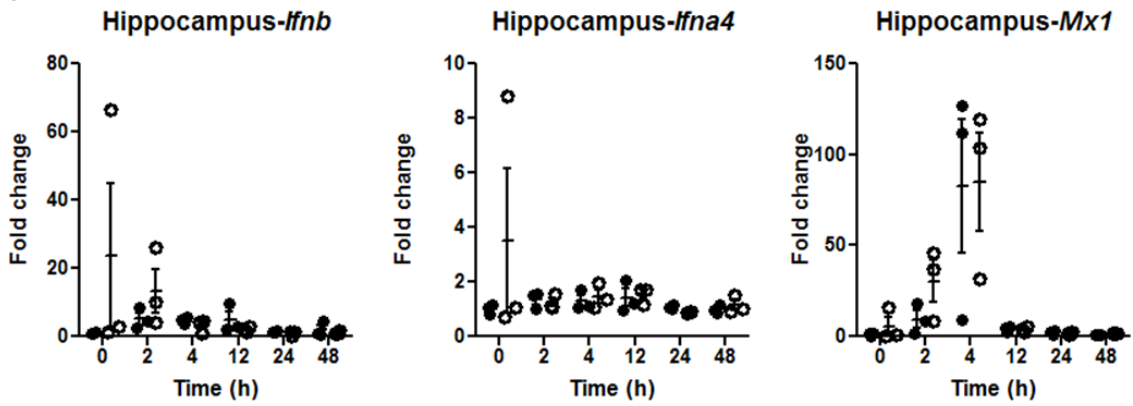 Hippocampus-Ifnb
Hippocampus-Ifna4
Hippocampus-Mx1
Fold change
80
60
40
20
0
0 2 4 12 24 48
Time (h)
Fold change
10
8
6
4
2
0
0 2 4 12 24 48
Time (h)
Fold change
150
100
50
0
0 2 4 12 24 48
Time (h)